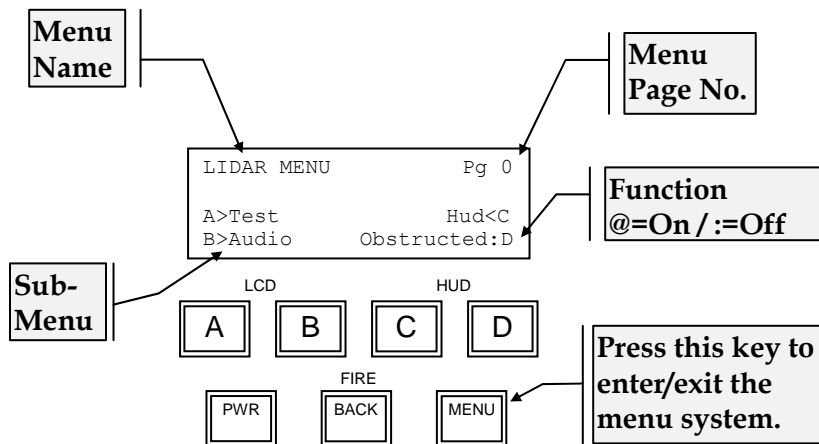 Menu
Name
Menu
Page No.
LIDAR MENU Pg 0
A>Test Hud<C
B>Audio Obstructed:D
Function
@=On / :=Off
Sub-
Menu
LCD HUD
A B C D
Press this key to
enter/exit the
menu system.
FIRE
PWR BACK MENU